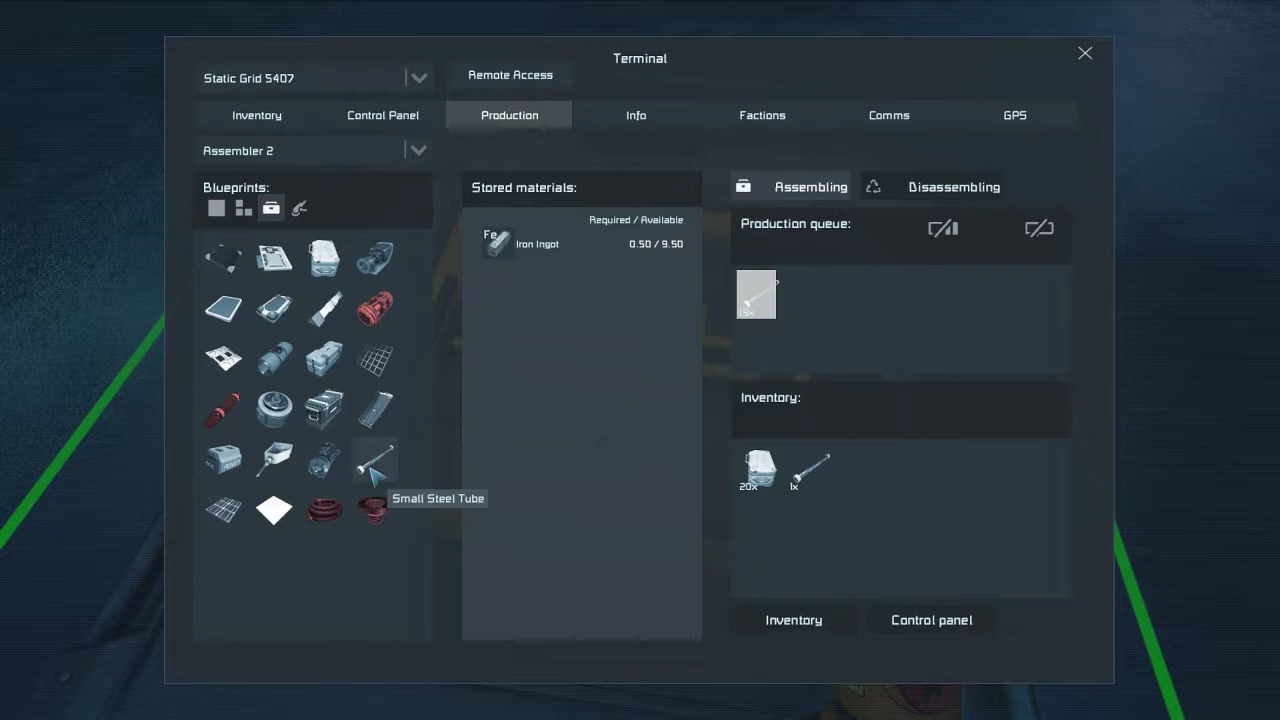 Terminal
Static Grid 5407
Remote Access
Inventory
Control Panel
Production
Info
Factions
Comms
GPS
Assembler 2
Blueprints:
Stored materials:
Required / Available
Fe
Iron Ingot
0.50 / 9.50
Assembling
Disassembling
Production queue:
19x
Inventory:
20x
1x
Small Steel Tube
Inventory
Control panel